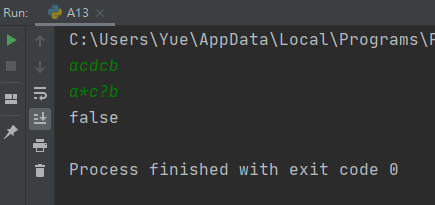 Run: A13
C:\Users\Yue\AppData\Local\Programs\P
acdcb
a*c?b
false
Process finished with exit code 0